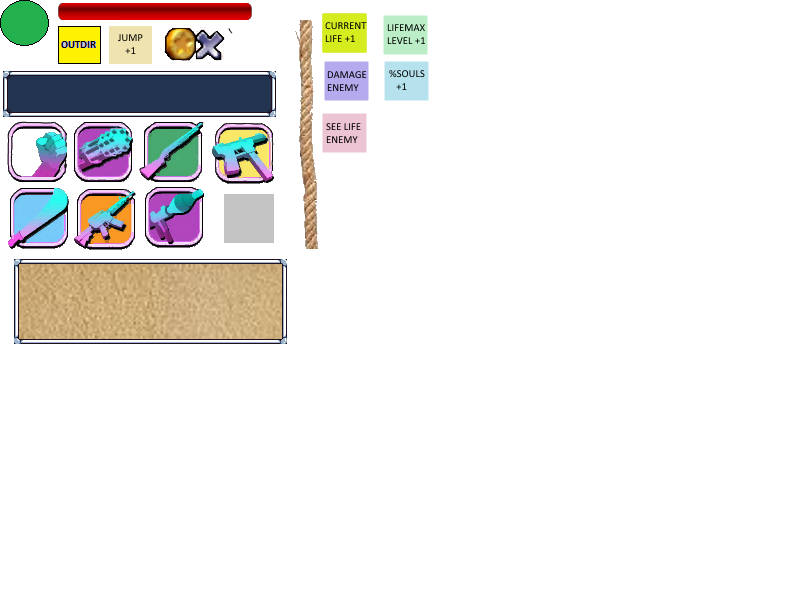 OUTDIR
JUMP
+1
CURRENT
LIFE +1
LIFEMAX
LEVEL +1
DAMAGE
ENEMY
%SOULS
+1
SEE LIFE
ENEMY